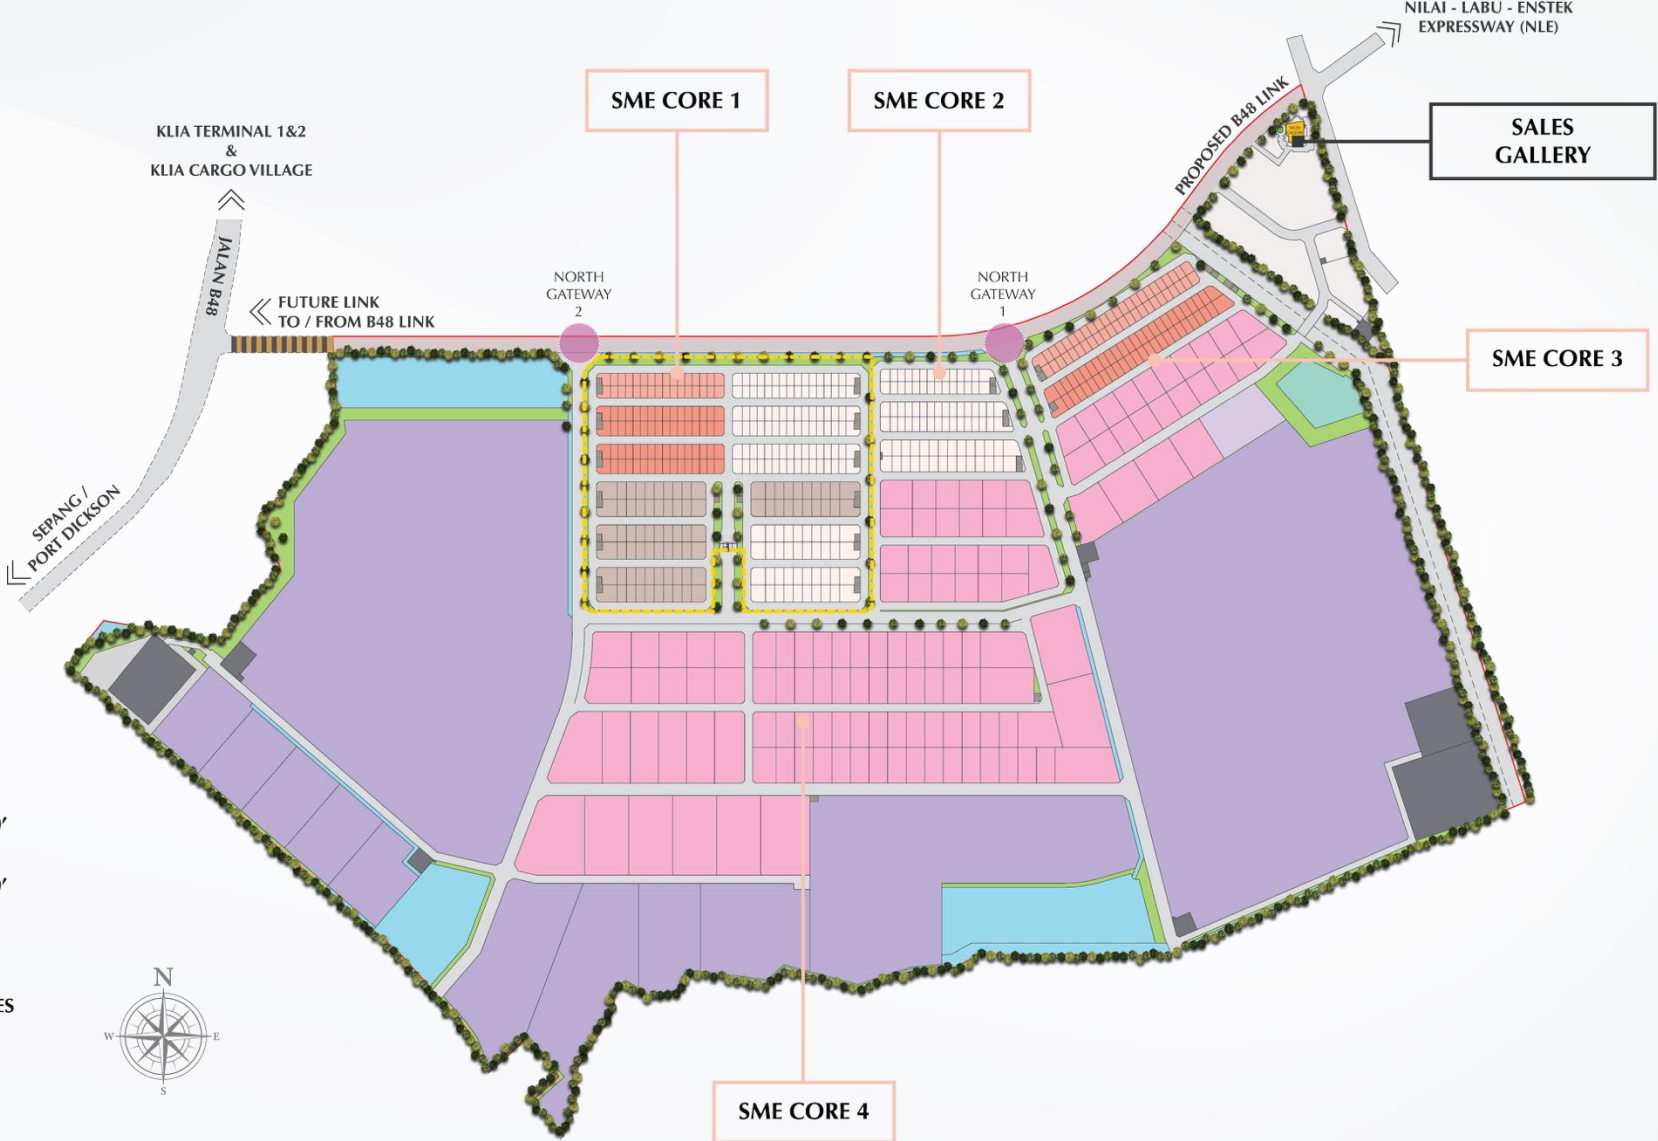 NILAI - LABU - ENSTEK
EXPRESSWAY (NLE)
SME CORE 1
SME CORE 2
PROPOSED B48 LINK
SALES
GALLERY
KLIA TERMINAL 1&2
&
KLIA CARGO VILLAGE
JALAN B48
NORTH
GATEWAY
2
NORTH
GATEWAY
1
FUTURE LINK
TO / FROM B48 LINK
SME CORE 3
SEPANG /
PORT DICKSON
N
W
E
S
SME CORE 4